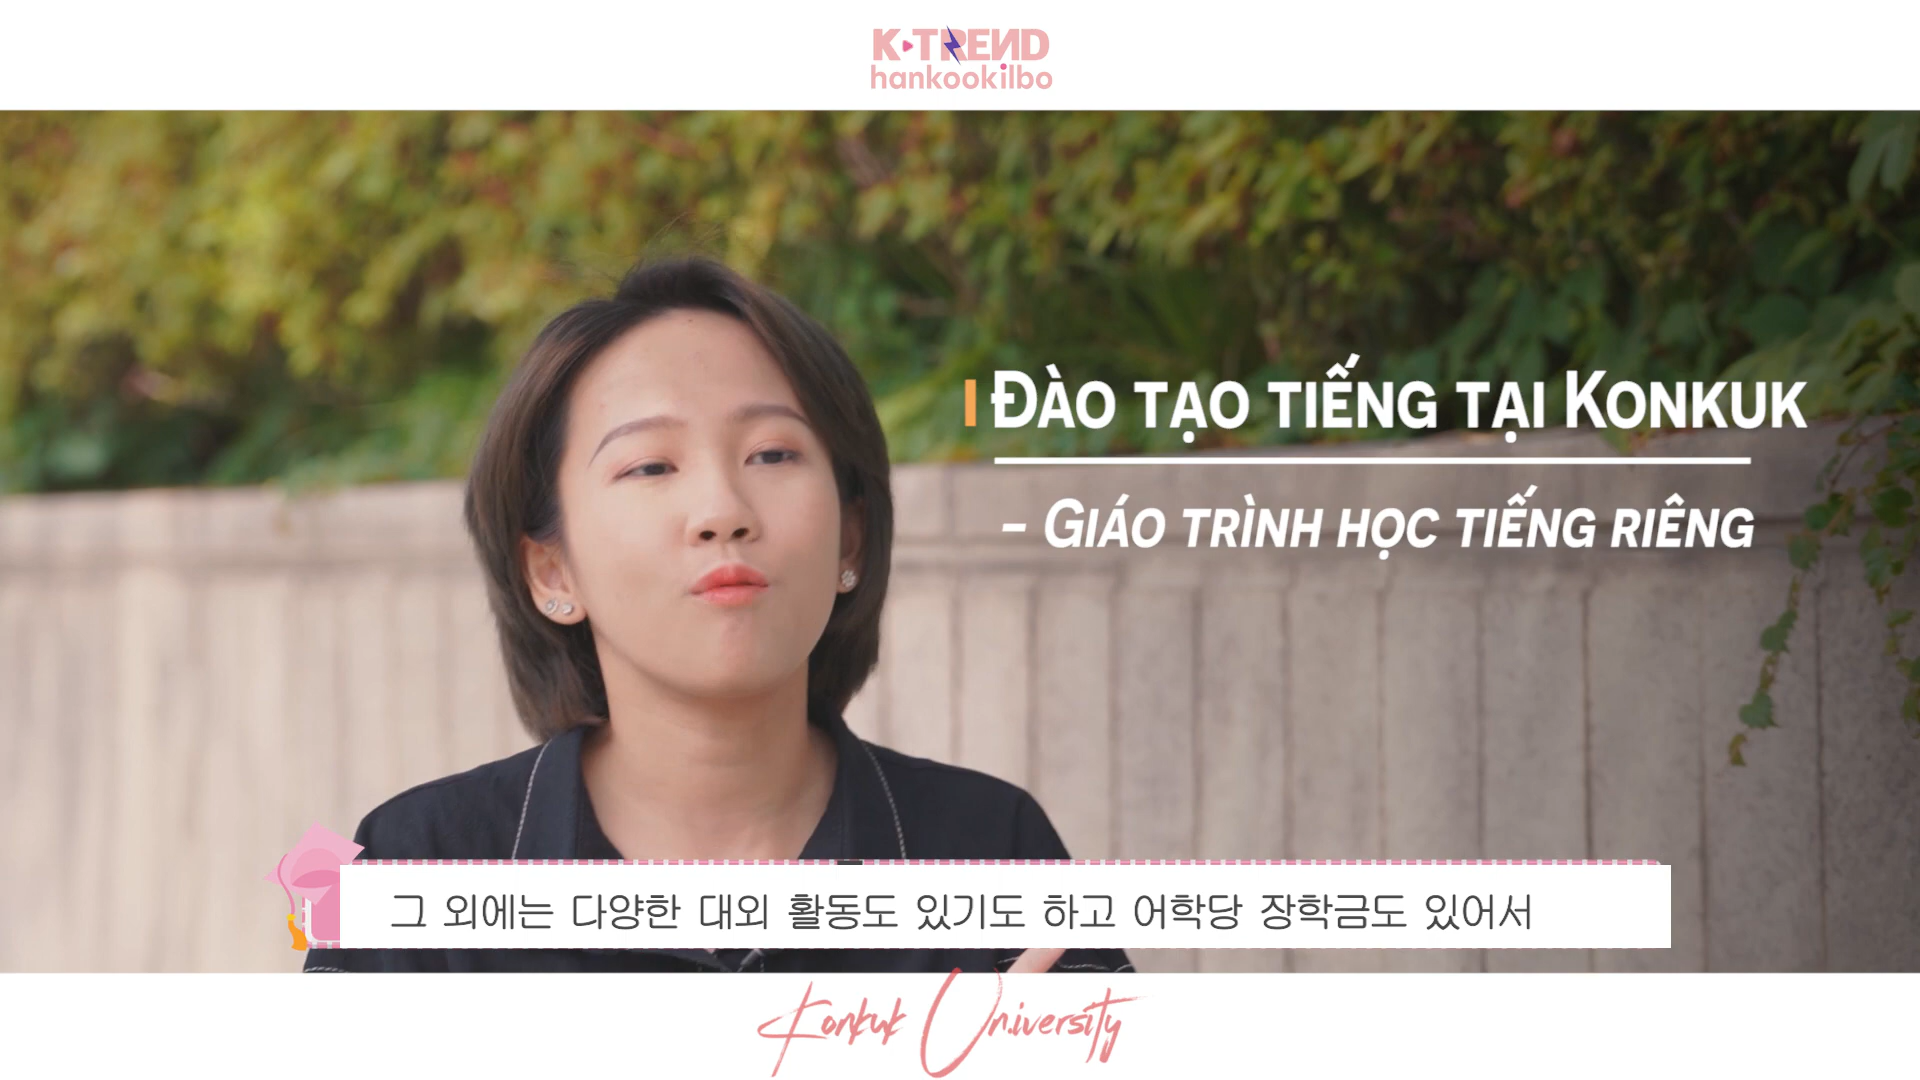 K-TREND
hankookilbo
ĐÀO TẠO TIẾNG TẠI KONKUK
- GIÁO TRÌNH HỌC TIẾNG RIÊNG
그 외에는 다양한 대외 활동도 있기도 하고 어학당 장학금도 있어서
Konkuk University